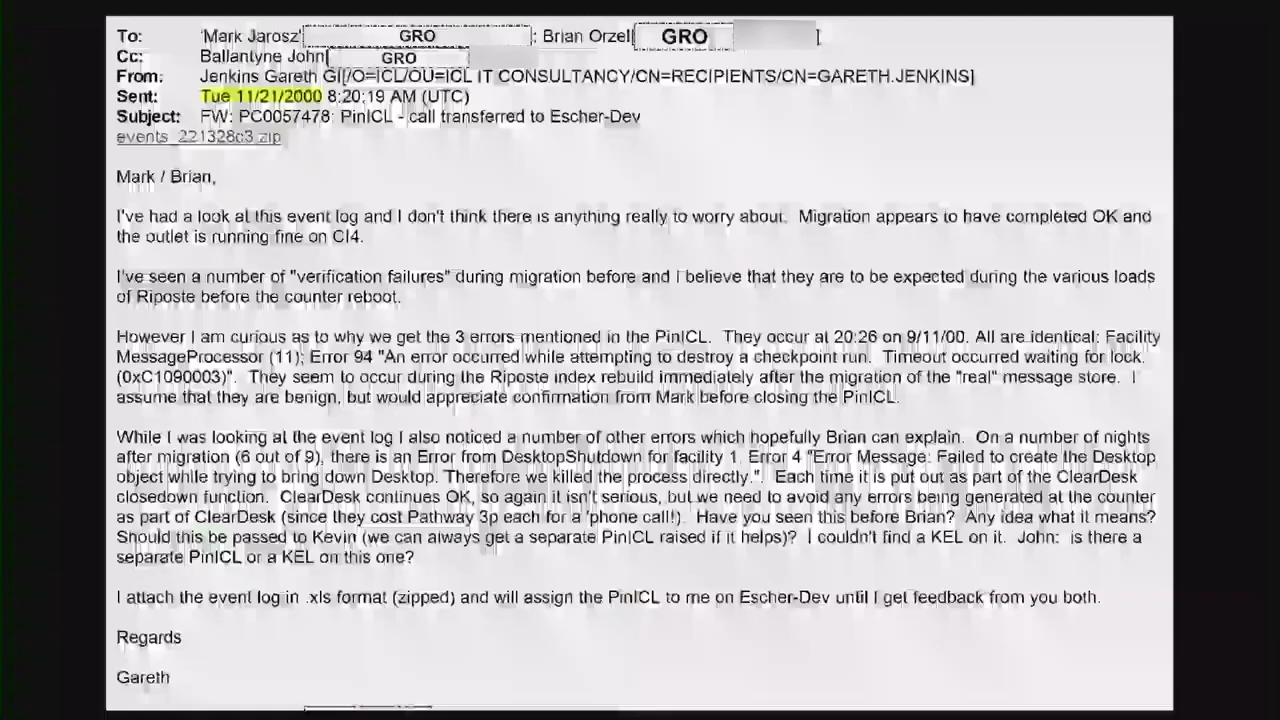 To: 'Mark Jarosz' GRO ; Brian Orzel[ GRO ]
Cc: Ballantyne John[ GRO
From: Jenkins Gareth GI[/O=ICL/OU=ICL IT CONSULTANCY/CN=RECIPIENTS/CN=GARETH.JENKINS]
Sent: Tue 11/21/2000 8:20:19 AM (UTC)
Subject: FW: PC0057478: PinICL - call transferred to Escher-Dev
events_221328c3.zip
Mark / Brian,
I've had a look at this event log and I don't think there is anything really to worry about. Migration appears to have completed OK and
the outlet is running fine on CI4.
I've seen a number of "verification failures" during migration before and I believe that they are to be expected during the various loads
of Riposte before the counter reboot.
However I am curious as to why we get the 3 errors mentioned in the PinICL. They occur at 20:26 on 9/11/00. All are identical: Facility
MessageProcessor (11); Error 94 "An error occurred while attempting to destroy a checkpoint run. Timeout occurred waiting for lock.
(0xC1090003)". They seem to occur during the Riposte index rebuild immediately after the migration of the "real" message store. I
assume that they are benign, but would appreciate confirmation from Mark before closing the PinICL.
While I was looking at the event log I also noticed a number of other errors which hopefully Brian can explain. On a number of nights
after migration (6 out of 9), there is an Error from DesktopShutdown for facility 1. Error 4 "Error Message: Failed to create the Desktop
object while trying to bring down Desktop. Therefore we killed the process directly.". Each time it is put out as part of the ClearDesk
closedown function. ClearDesk continues OK, so again it isn't serious, but we need to avoid any errors being generated at the counter
as part of ClearDesk (since they cost Pathway 3p each for a 'phone call!). Have you seen this before Brian? Any idea what it means?
Should this be passed to Kevin (we can always get a separate PinICL raised if it helps)? I couldn't find a KEL on it. John: is there a
separate PinICL or a KEL on this one?
I attach the event log in .xls format (zipped) and will assign the PinICL to me on Escher-Dev until I get feedback from you both.
Regards
Gareth